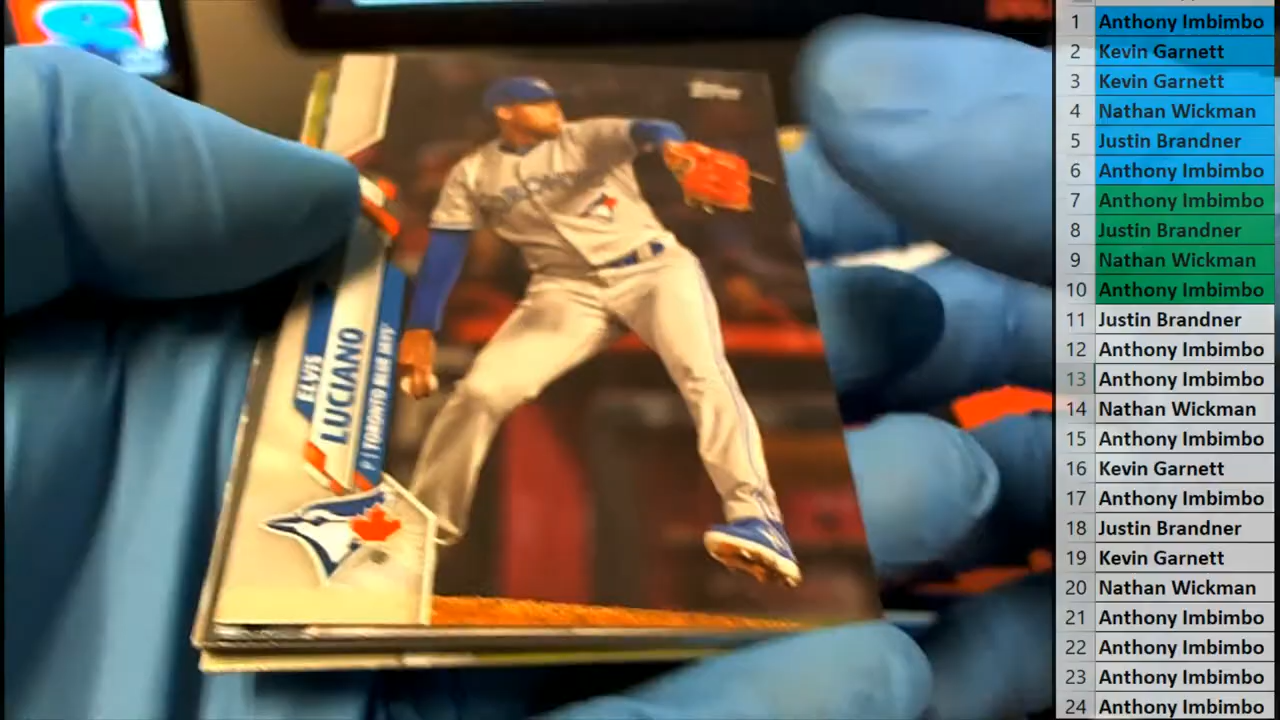 Topps
ELVIS
LUCIANO
P | TORONTO BLUE JAYS
1 Anthony Imbimbo
2 Kevin Garnett
3 Kevin Garnett
4 Nathan Wickman
5 Justin Brandner
6 Anthony Imbimbo
7 Anthony Imbimbo
8 Justin Brandner
9 Nathan Wickman
10 Anthony Imbimbo
11 Justin Brandner
12 Anthony Imbimbo
13 Anthony Imbimbo
14 Nathan Wickman
15 Anthony Imbimbo
16 Kevin Garnett
17 Anthony Imbimbo
18 Justin Brandner
19 Kevin Garnett
20 Nathan Wickman
21 Anthony Imbimbo
22 Anthony Imbimbo
23 Anthony Imbimbo
24 Anthony Imbimbo